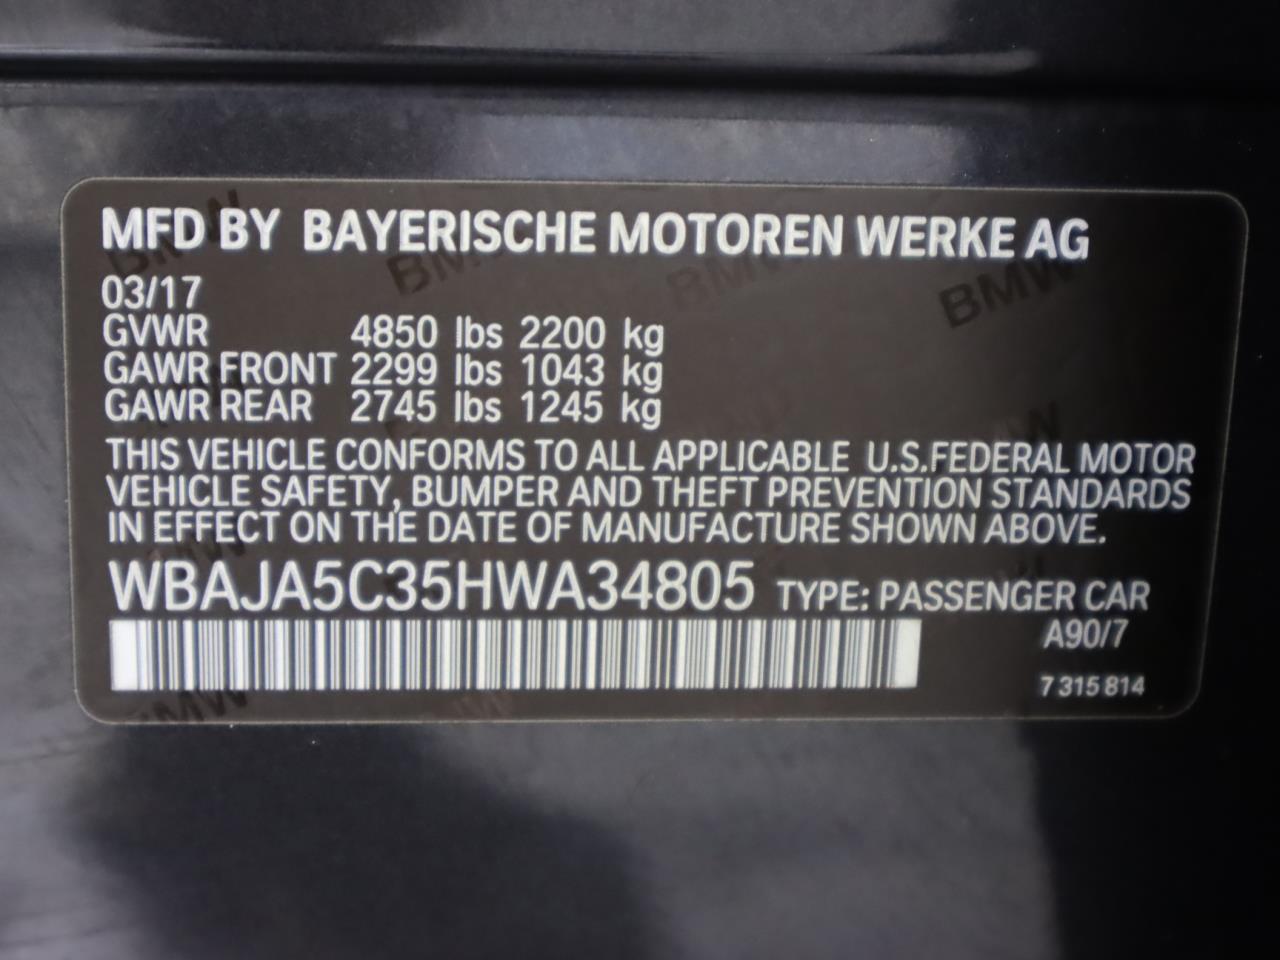 MFD BY BAYERISCHE MOTOREN WERKE AG
03/17
GVWR 4850 lbs 2200 kg
GAWR FRONT 2299 lbs 1043 kg
GAWR REAR 2745 lbs 1245 kg
THIS VEHICLE CONFORMS TO ALL APPLICABLE U.S.FEDERAL MOTOR
VEHICLE SAFETY, BUMPER AND THEFT PREVENTION STANDARDS
IN EFFECT ON THE DATE OF MANUFACTURE SHOWN ABOVE.
WBAJA5C35HWA34805 TYPE: PASSENGER CAR
A90/7
7 315 814